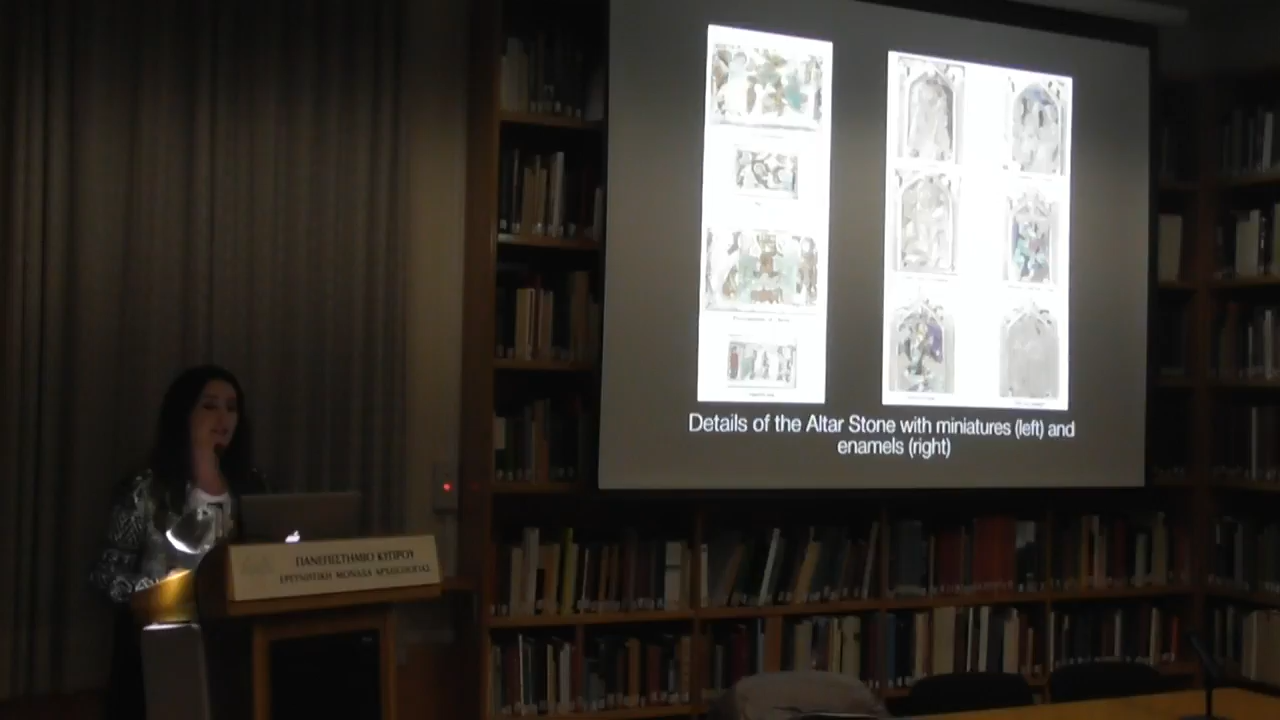 Details of the Altar Stone with miniatures (left) and
enamels (right)
ΠΑΝΕΠΙΣΤΗΜΙΟ ΚΥΠΡΟΥ
ΕΡΕΥΝΗΤΙΚΗ ΜΟΝΑΔΑ ΑΡΧΑΙΟΛΟΓΙΑΣ